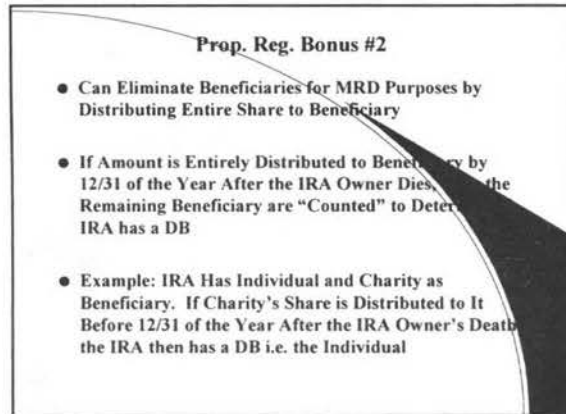 Prop. Reg. Bonus #2
● Can Eliminate Beneficiaries for MRD Purposes by
Distributing Entire Share to Beneficiary
● If Amount is Entirely Distributed to by
12/31 of the Year After the IRA Owner Dies, the
Remaining Beneficiary are “Counted” to
IRA has a DB
● Example: IRA Has Individual and Charity as
Beneficiary. If Charity’s Share is Distributed to It
Before 12/31 of the Year After the IRA Owner’s Death
the IRA then has a DB i.e. the Individual